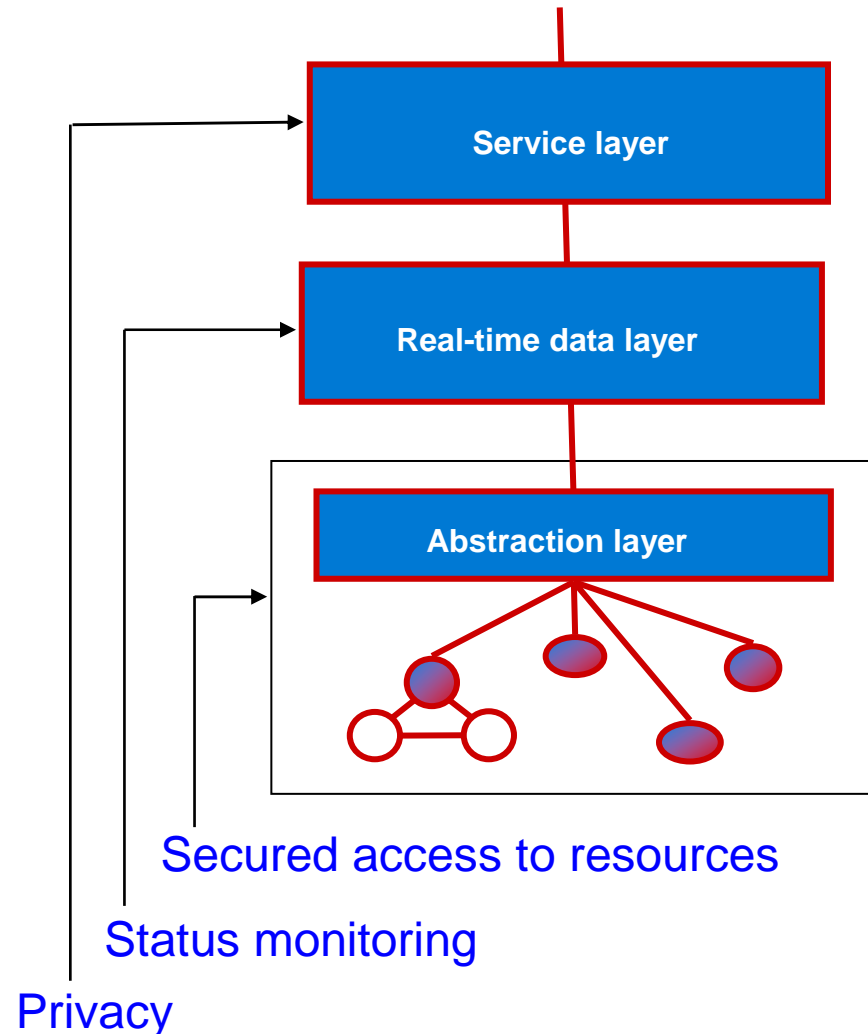 Service layer
Real-time data layer
Abstraction layer
Secured access to resources
Status monitoring
Privacy